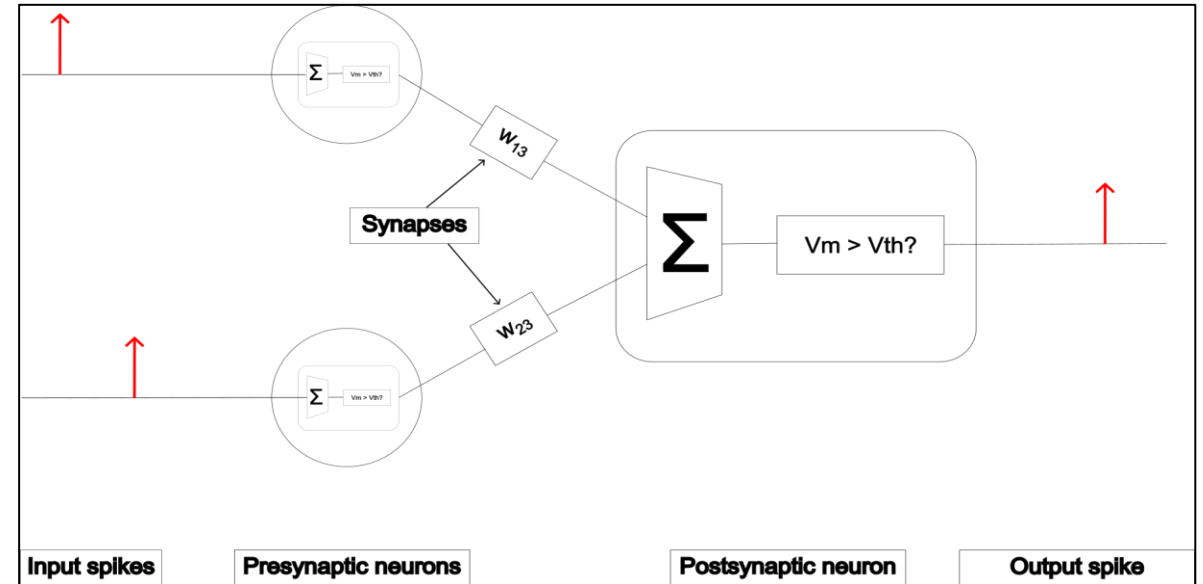 Σ
Vm > Vth?
W13
Synapses
Σ
Vm > Vth?
W23
Σ
Vm > Vth?
Input spikes
Presynaptic neurons
Postsynaptic neuron
Output spike